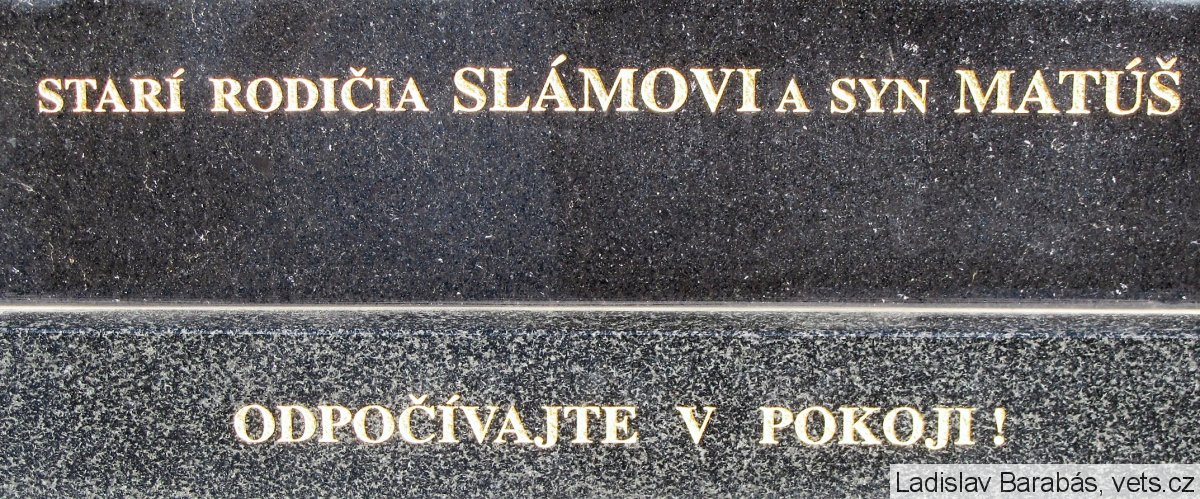 STARÍ RODIČIA SLÁMOVI A SYN MATÚŠ
ODPOČÍVAJTE V POKOJI !
Ladislav Barabás, vets.cz